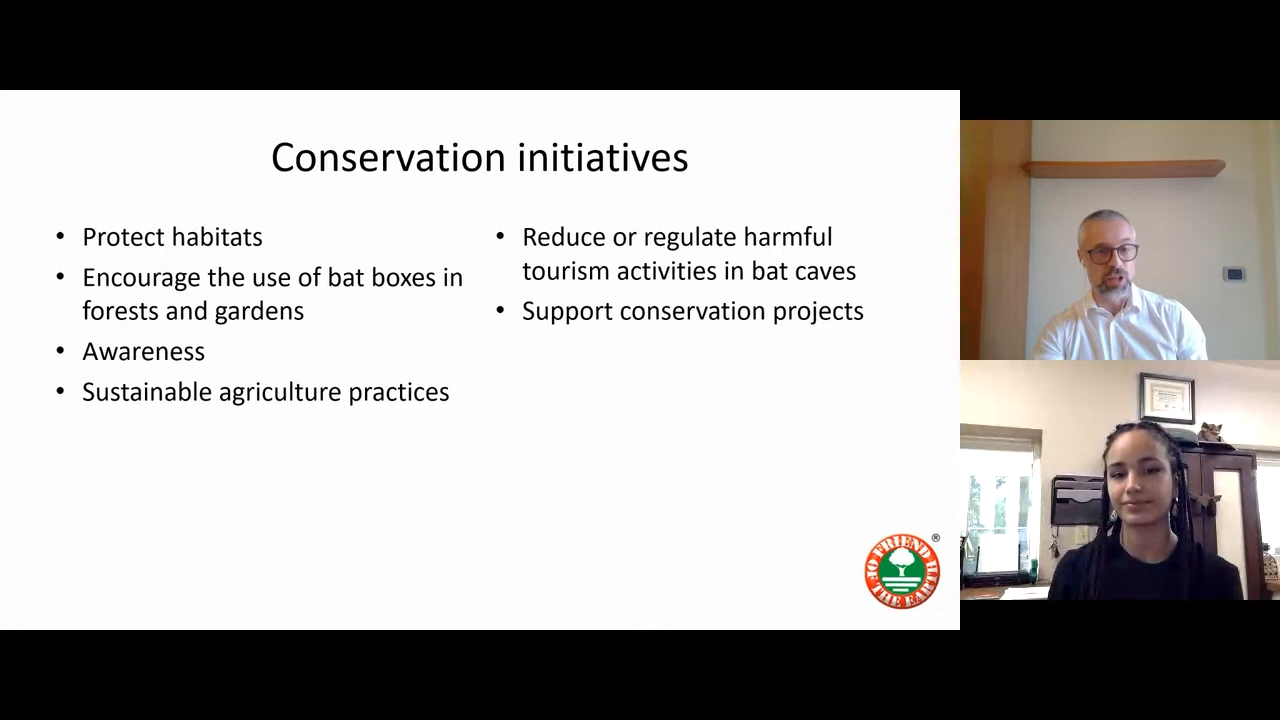 Conservation initiatives
• Protect habitats
• Encourage the use of bat boxes in
forests and gardens
• Awareness
• Sustainable agriculture practices
• Reduce or regulate harmful
tourism activities in bat caves
• Support conservation projects
FRIEND OF THE EARTH
®